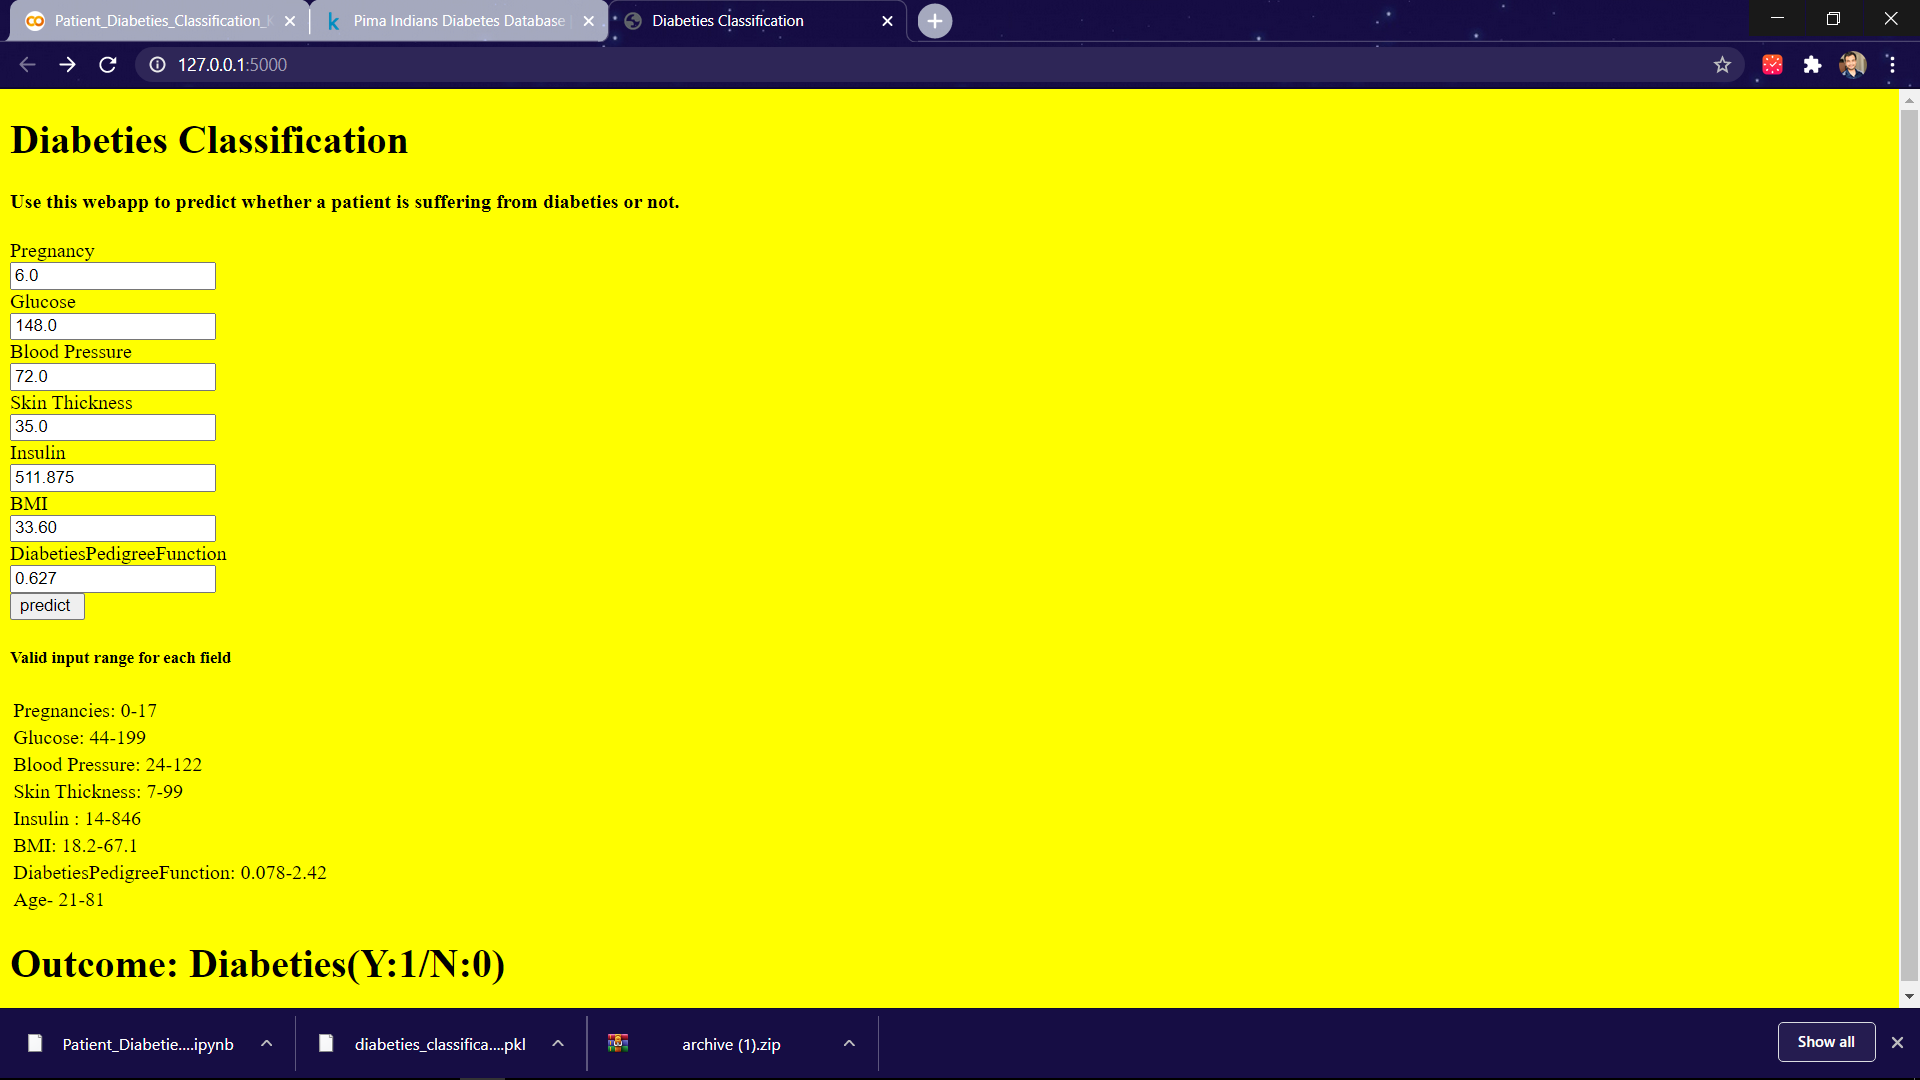 Patient_Diabeties_Classification_K
Pima Indians Diabetes Database
Diabeties Classification
127.0.0.1:5000
Diabeties Classification
Use this webapp to predict whether a patient is suffering from diabeties or not.
Pregnancy
6.0
Glucose
148.0
Blood Pressure
72.0
Skin Thickness
35.0
Insulin
511.875
BMI
33.60
DiabetiesPedigreeFunction
0.627
predict
Valid input range for each field
Pregnancies: 0-17
Glucose: 44-199
Blood Pressure: 24-122
Skin Thickness: 7-99
Insulin : 14-846
BMI: 18.2-67.1
DiabetiesPedigreeFunction: 0.078-2.42
Age- 21-81
Outcome: Diabeties(Y:1/N:0)
Patient_Diabetie....ipynb
diabeties_classifica....pkl
archive (1).zip
Show all